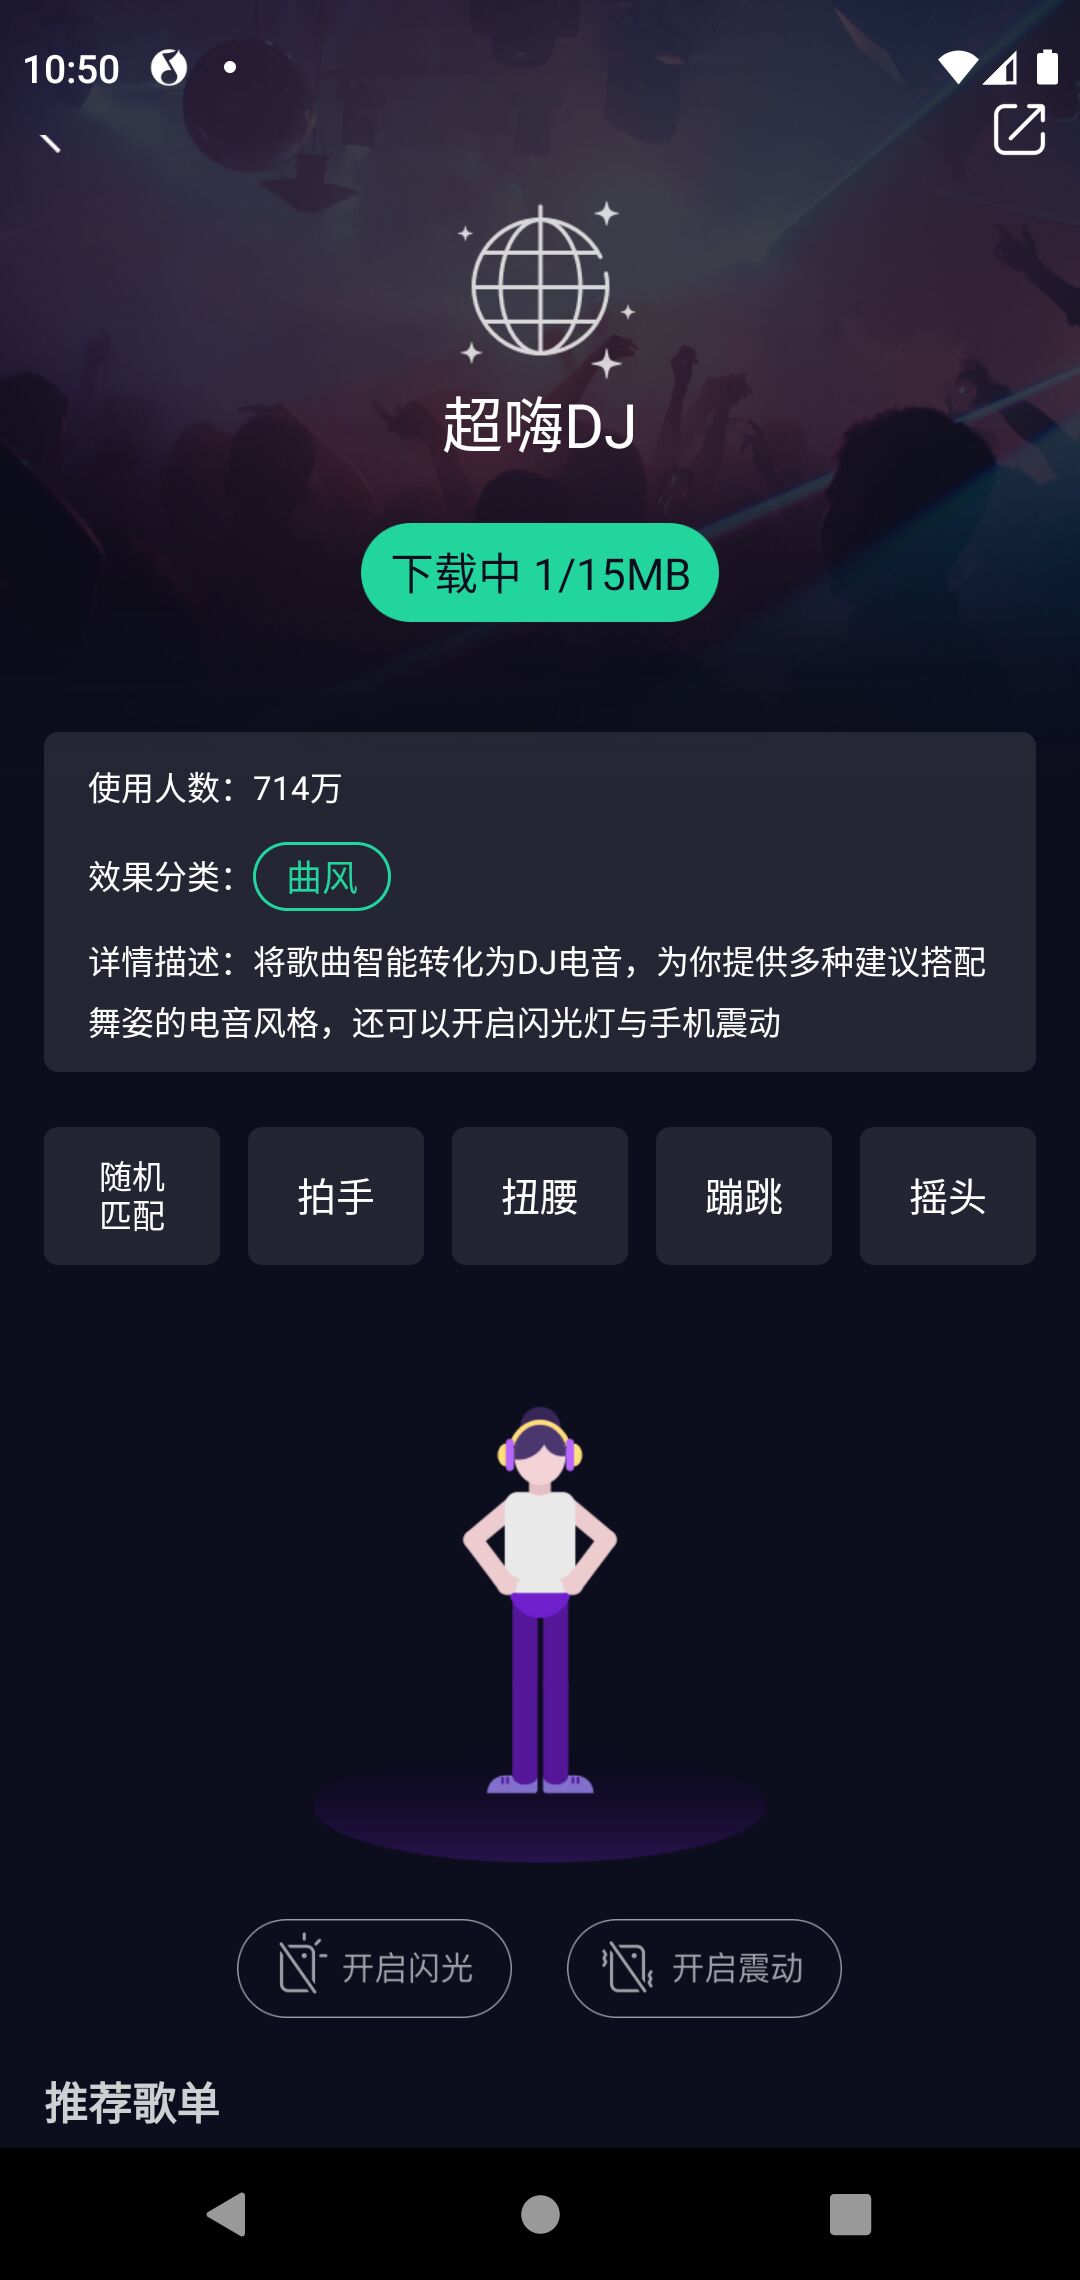 10:50
超嗨DJ
下载中 1/15MB
使用人数：714万
效果分类：曲风
详情描述：将歌曲智能转化为DJ电音，为你提供多种建议搭配
舞姿的电音风格，还可以开启闪光灯与手机震动
随机
匹配
拍手
扭腰
蹦跳
摇头
开启闪光
开启震动
推荐歌单